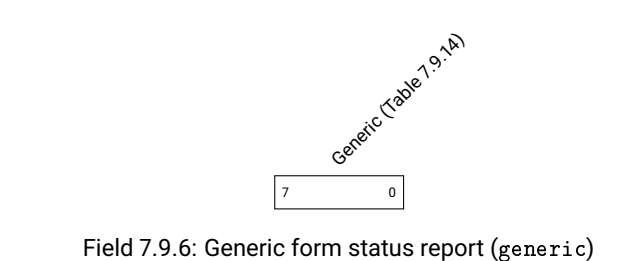 Generic (Table 7.9.14)
7 0
Field 7.9.6: Generic form status report (generic)